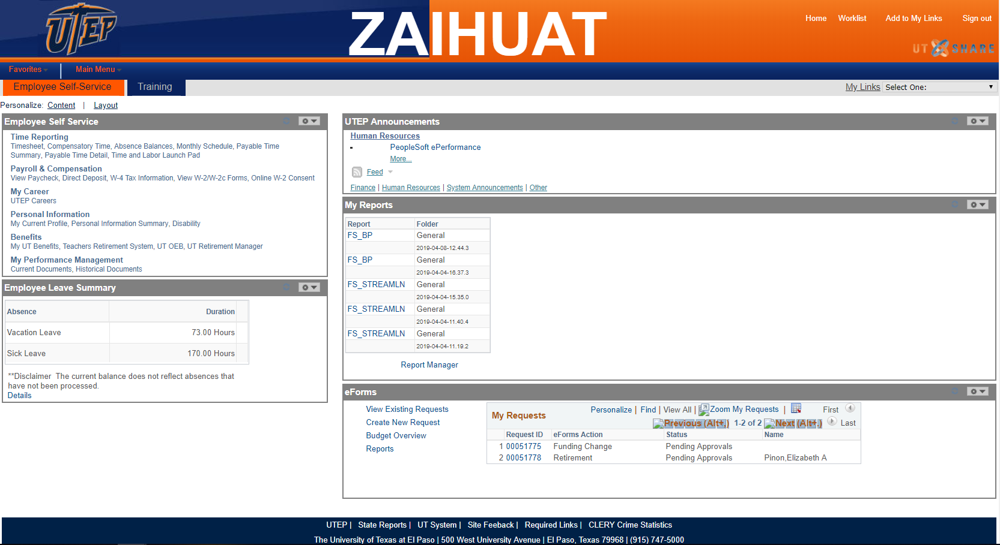 UTEP
ZAIHUAT
Home Worklist Add to My Links Sign out
UT SHARE
Favorites Main Menu
Employee Self-Service Training
My Links Select One:
Personalize: Content | Layout
Employee Self Service
Time Reporting
Timesheet, Compensatory Time, Absence Balances, Monthly Schedule, Payable Time
Summary, Payable Time Detail, Time and Labor Launch Pad
Payroll & Compensation
View Paycheck, Direct Deposit, W-4 Tax Information, View W-2/W-2c Forms, Online W-2 Consent
My Career
UTEP Careers
Personal Information
My Current Profile, Personal Information Summary, Disability
Benefits
My UT Benefits, Teachers Retirement System, UT OEB, UT Retirement Manager
My Performance Management
Current Documents, Historical Documents
Employee Leave Summary
Absence Duration
Vacation Leave 73.00 Hours
Sick Leave 170.00 Hours
**Disclaimer The current balance does not reflect absences that
have not been processed.
Details
UTEP Announcements
Human Resources
PeopleSoft ePerformance
More...
Feed
Finance | Human Resources | System Announcements | Other
My Reports
Report Folder
FS_BP General
2019-04-08-12.44.3
FS_BP General
2019-04-04-16.37.3
FS_STREAMLN General
2019-04-04-15.35.0
FS_STREAMLN General
2019-04-04-11.40.4
FS_STREAMLN General
2019-04-04-11.19.2
Report Manager
eForms
View Existing Requests
Create New Request
Budget Overview
Reports
My Requests
Personalize | Find | View All | Zoom My Requests | First
Previous (Alt+,) 1-2 of 2 Next (Alt+.) Last
Request ID eForms Action Status Name
1 00051775 Funding Change Pending Approvals
2 00051778 Retirement Pending Approvals Pinon,Elizabeth A
UTEP | State Reports | UT System | Site Feeback | Required Links | CLERY Crime Statistics
The University of Texas at El Paso | 500 West University Avenue | El Paso, Texas 79968 | (915) 747-5000